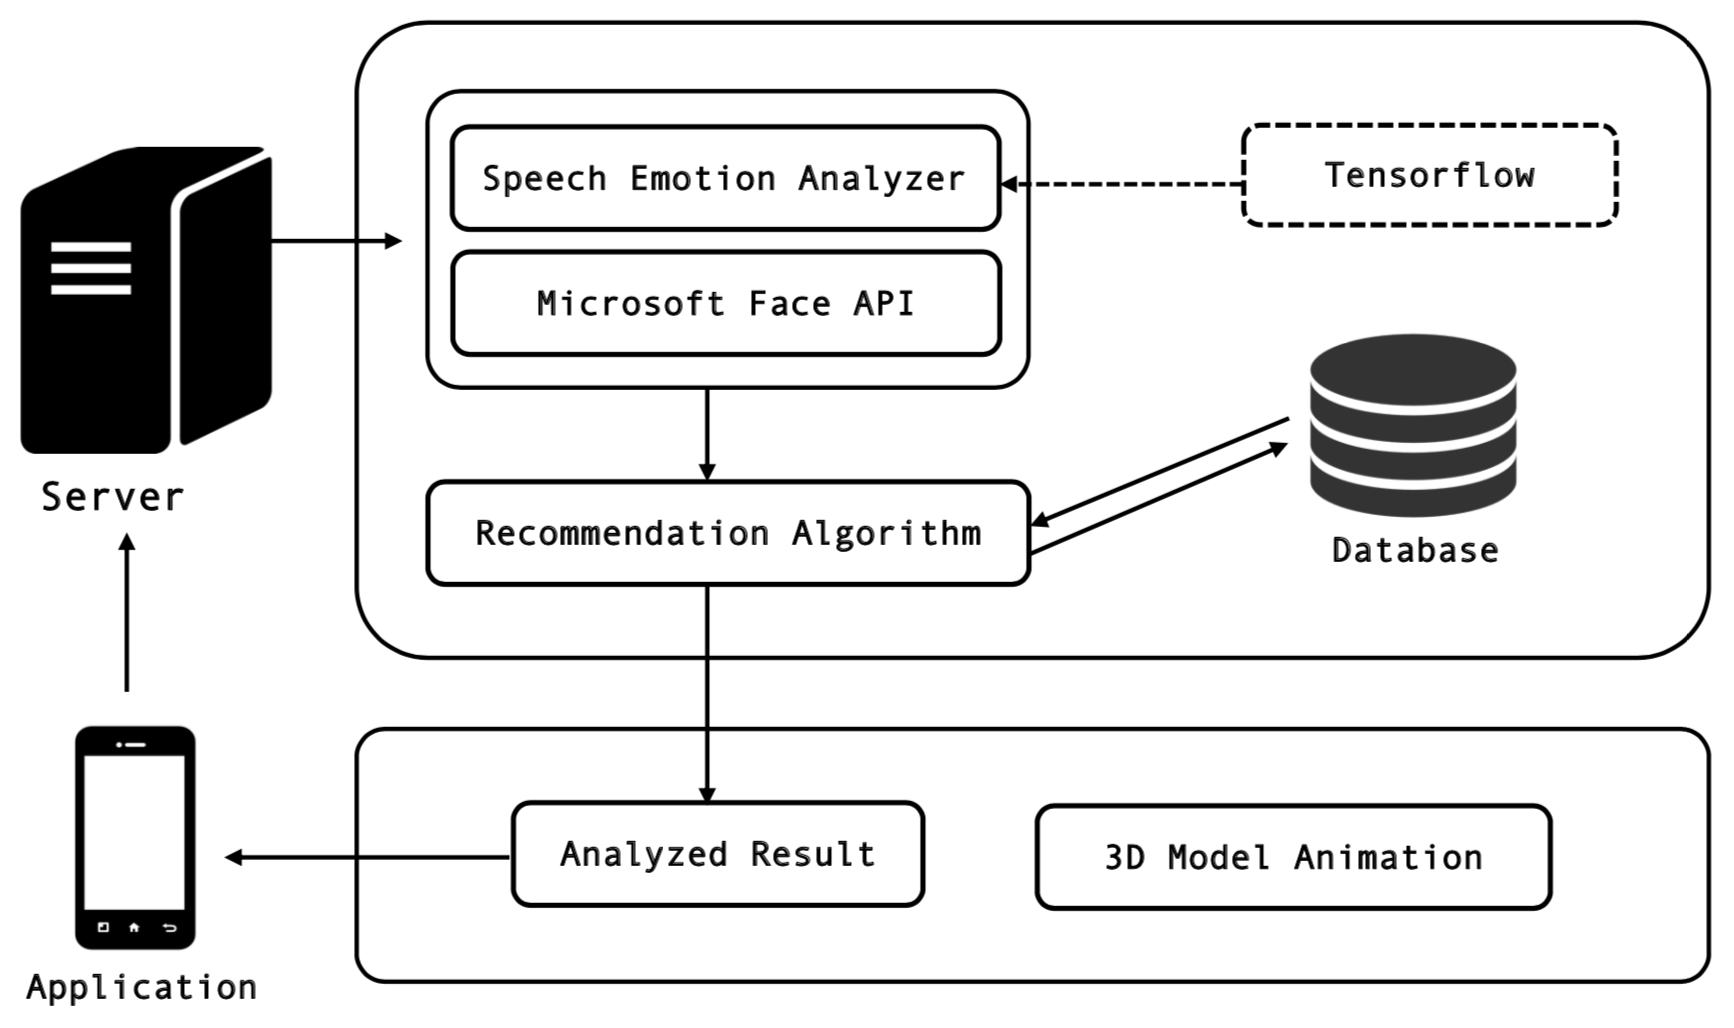 Speech Emotion Analyzer
Tensorflow
Microsoft Face API
Server
Recommendation Algorithm
Database
Analyzed Result
3D Model Animation
Application